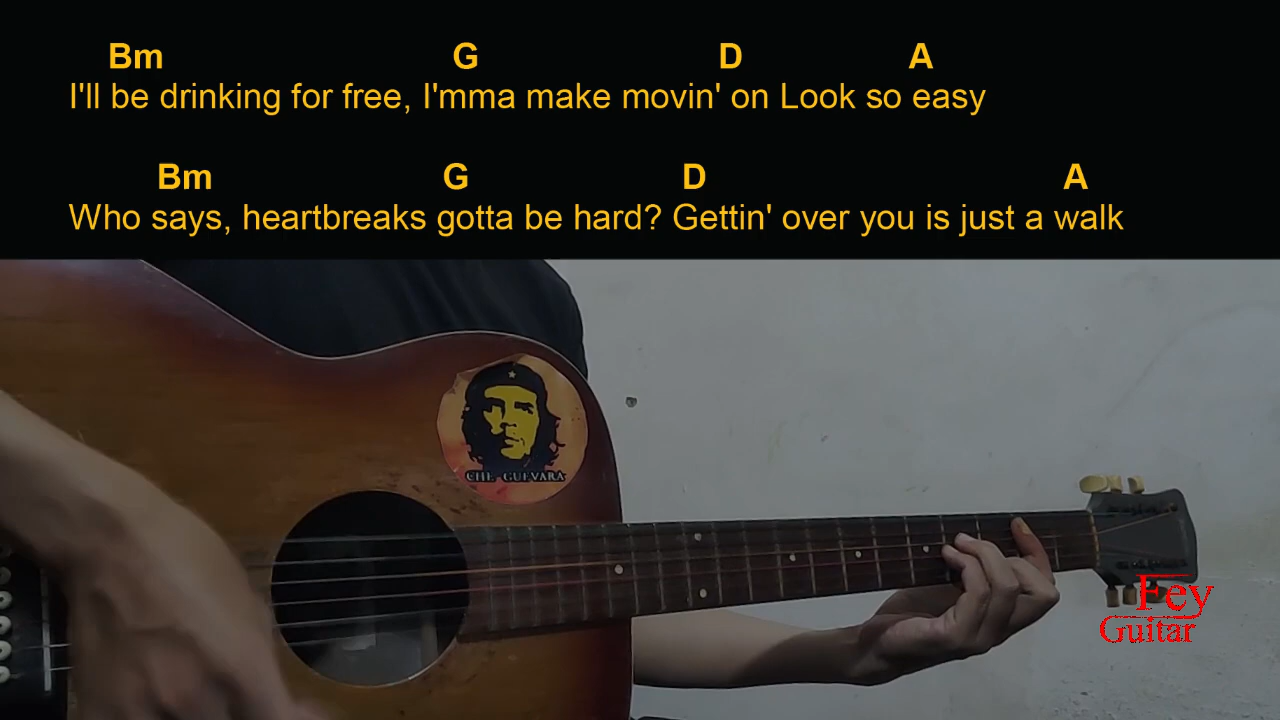 Bm G D A
I'll be drinking for free, I'mma make movin' on Look so easy
Bm G D A
Who says, heartbreaks gotta be hard? Gettin' over you is just a walk
CHE GUEVARA
Fey
Guitar